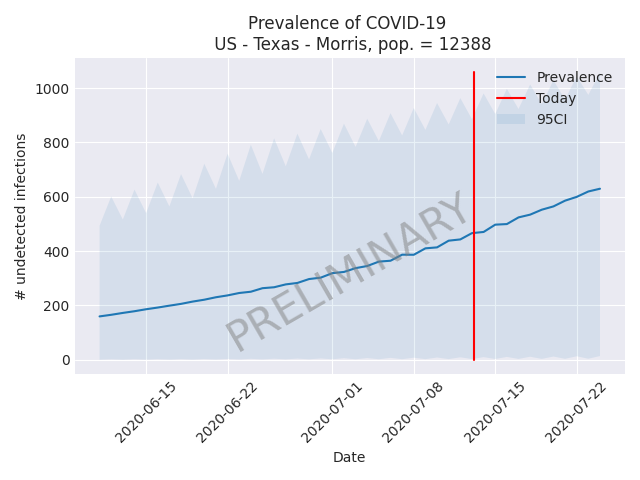 Prevalence of COVID-19
US - Texas - Morris, pop. = 12388
# undetected infections
1000
800
600
400
200
0
Prevalence
Today
95CI
PRELIMINARY
2020-06-15
2020-06-22
2020-07-01
2020-07-08
2020-07-15
2020-07-22
Date